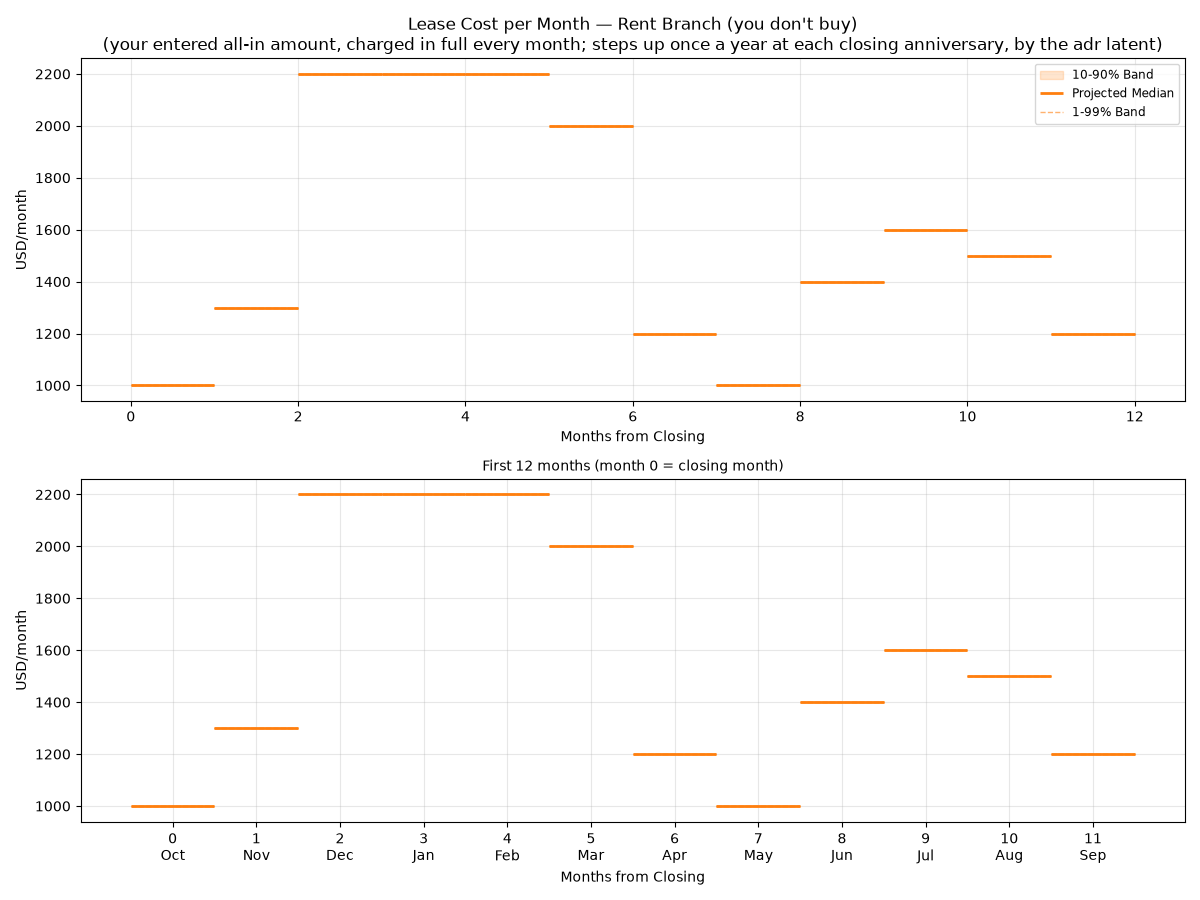 Lease Cost per Month — Rent Branch (you don't buy)
(your entered all-in amount, charged in full every month; steps up once a year at each closing anniversary, by the adr latent)
2200
2000
1800
1600
1400
1200
1000
USD/month
10-90% Band
Projected Median
1-99% Band
0 2 4 6 8 10 12
Months from Closing
First 12 months (month 0 = closing month)
2200
2000
1800
1600
1400
1200
1000
USD/month
0 1 2 3 4 5 6 7 8 9 10 11
Oct Nov Dec Jan Feb Mar Apr May Jun Jul Aug Sep
Months from Closing